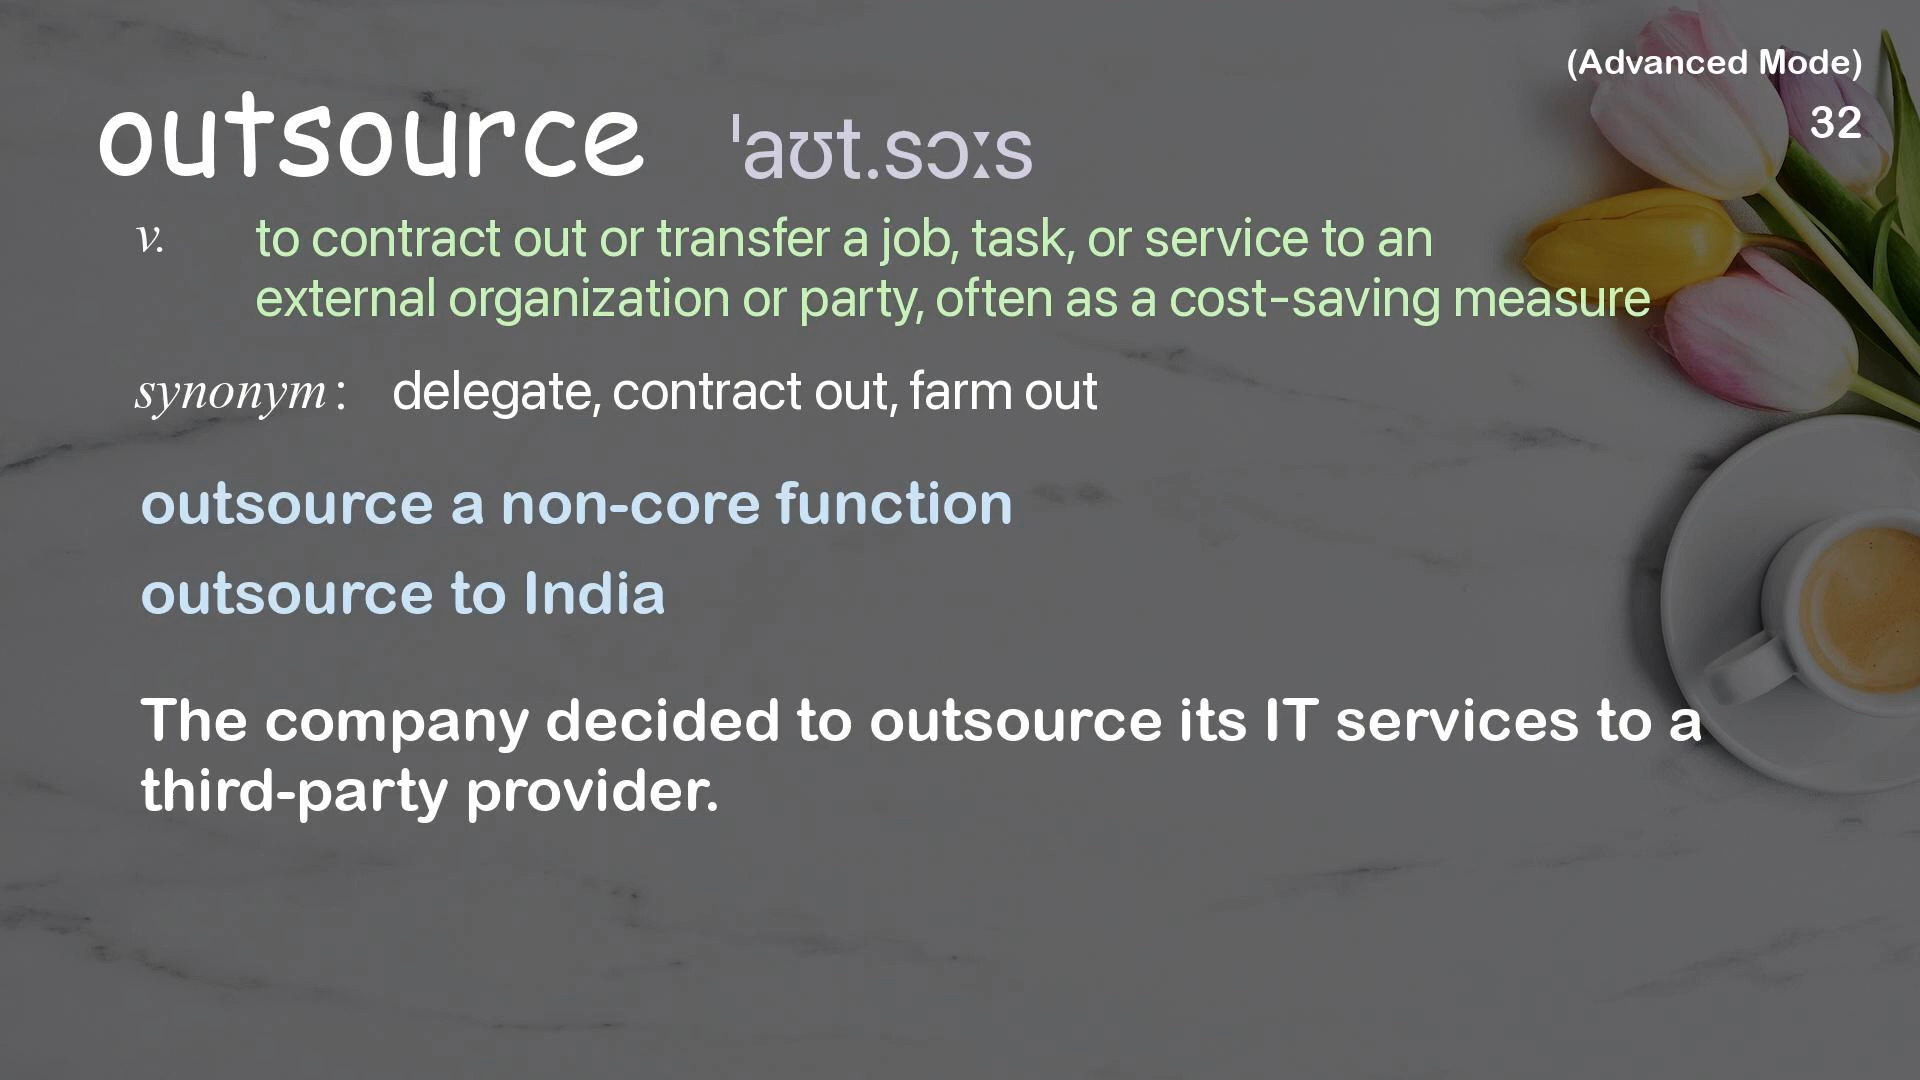 (Advanced Mode)
outsource ˈaʊt.sɔːs
32
v. to contract out or transfer a job, task, or service to an
external organization or party, often as a cost-saving measure
synonym : delegate, contract out, farm out
outsource a non-core function
outsource to India
The company decided to outsource its IT services to a
third-party provider.